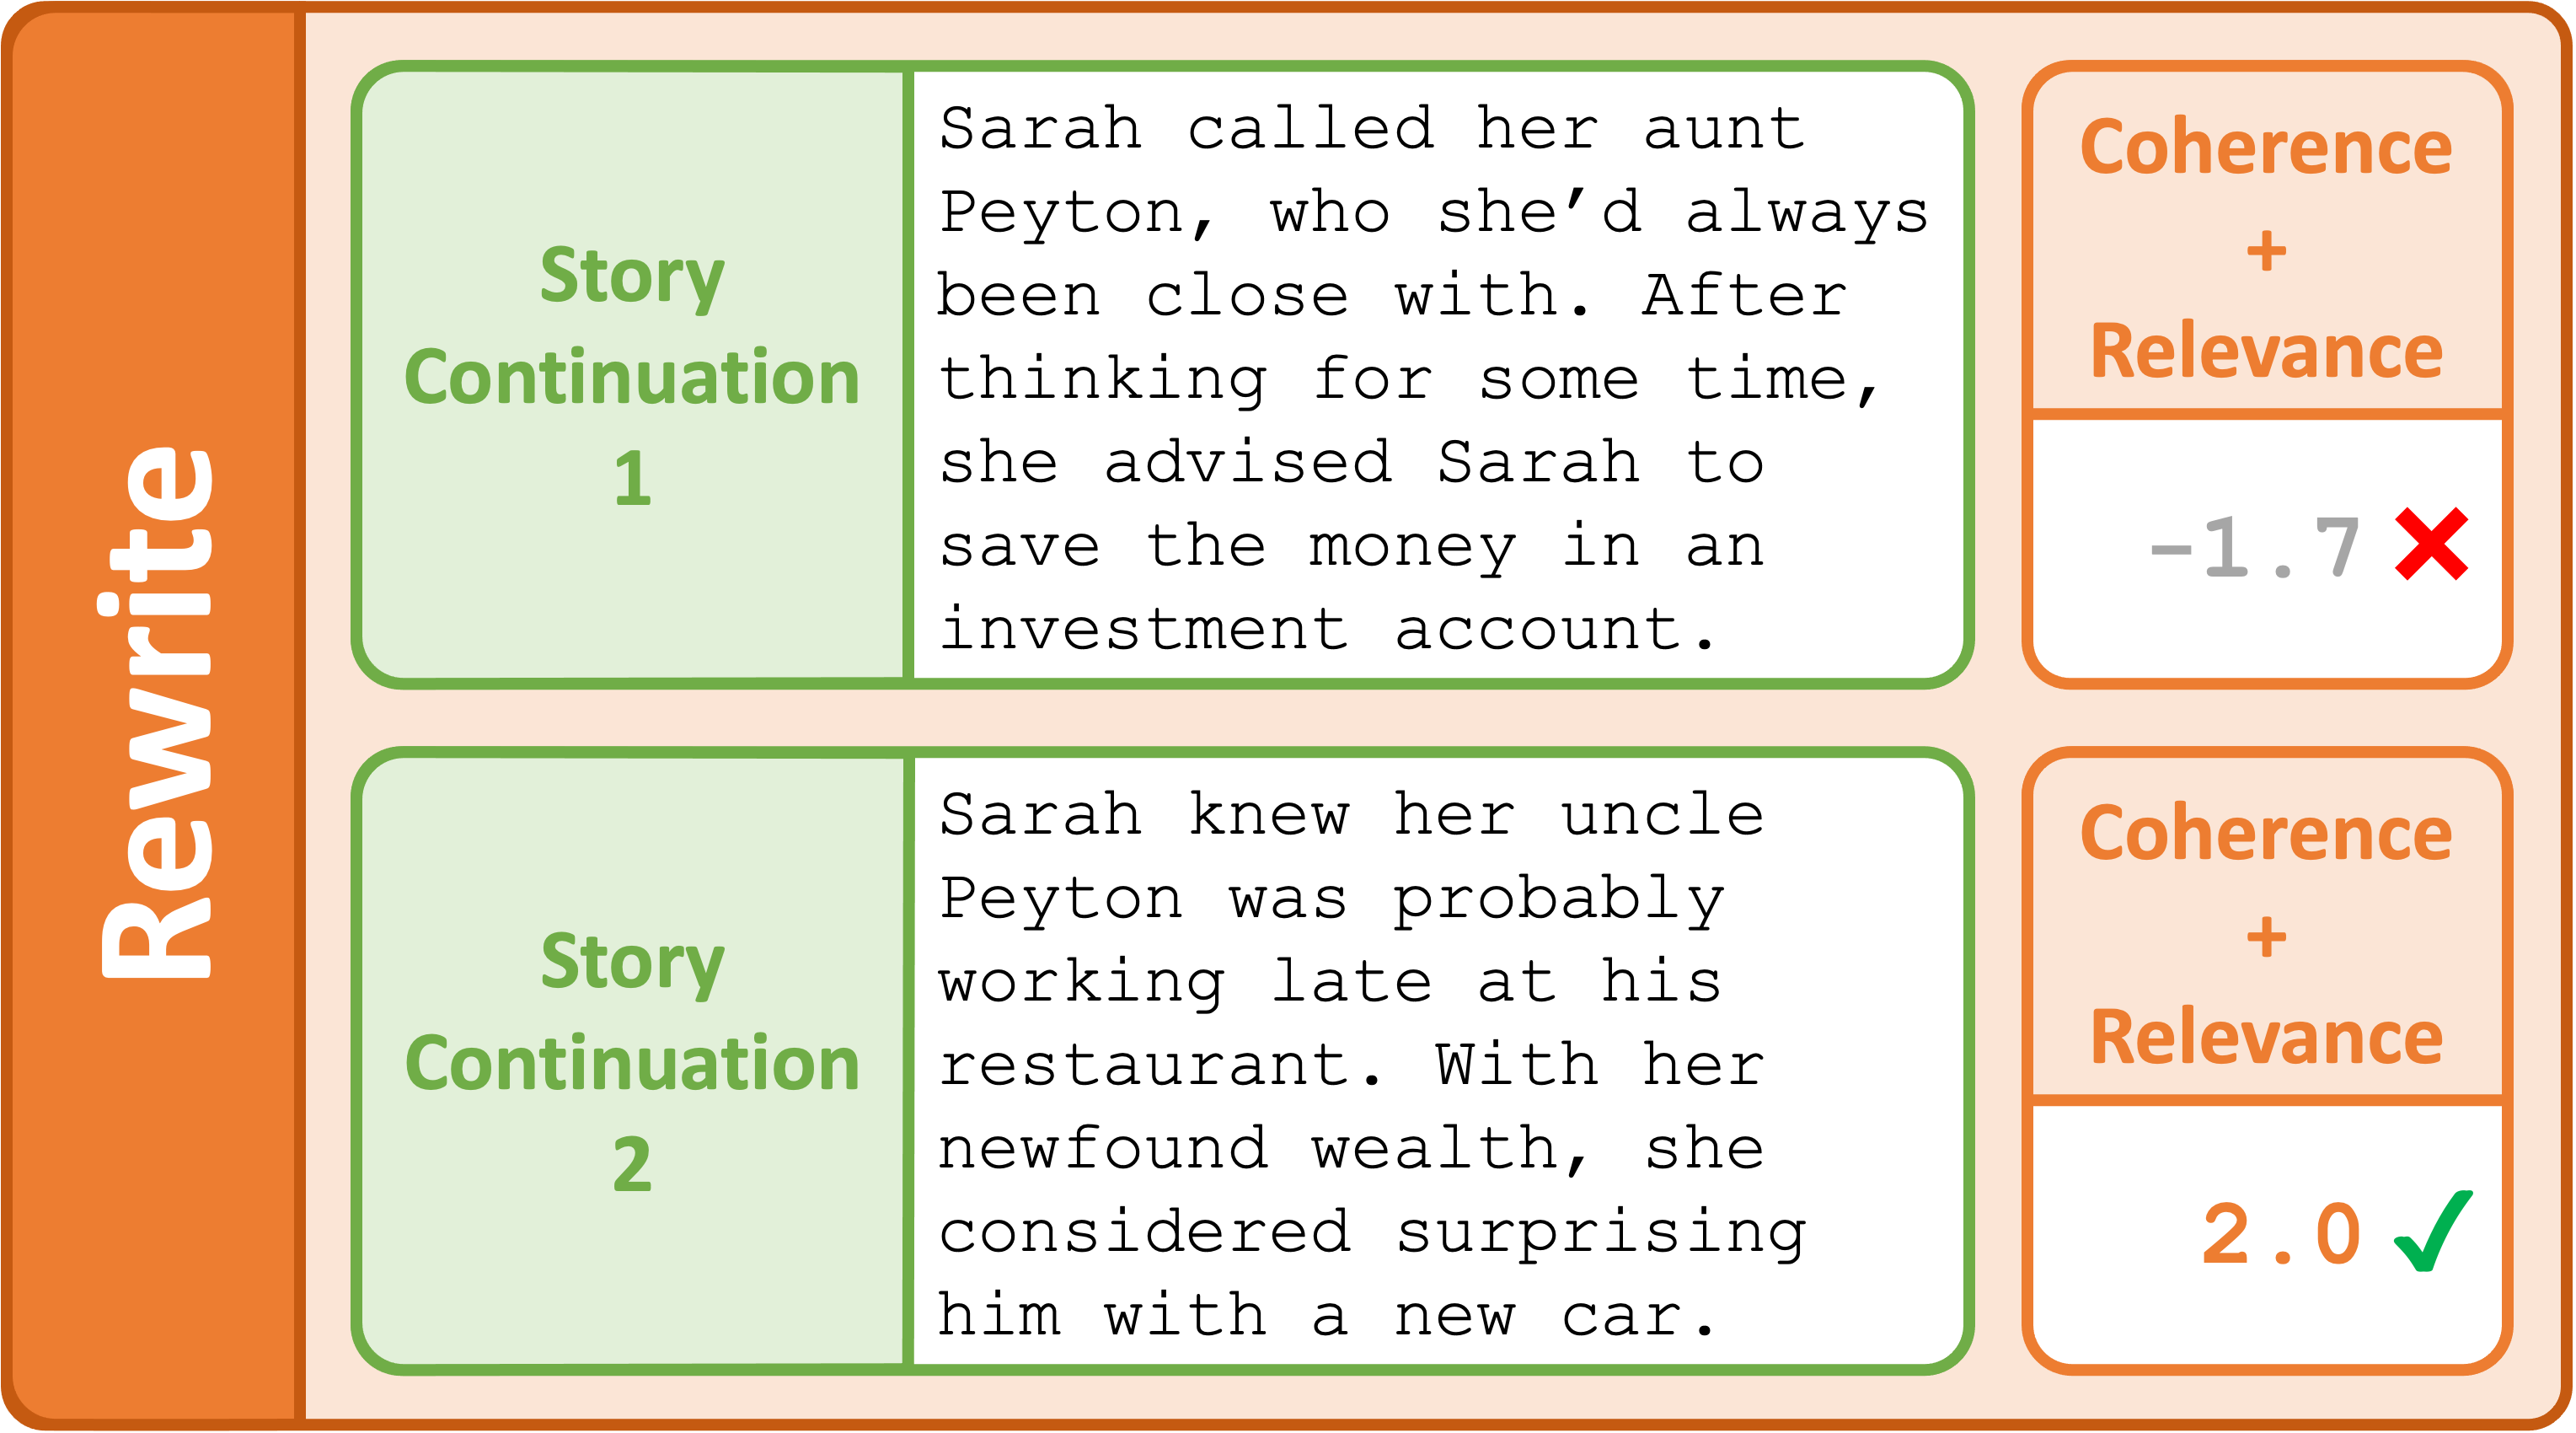 Rewrite
Story
Continuation
1
Sarah called her aunt
Peyton, who she’d always
been close with. After
thinking for some time,
she advised Sarah to
save the money in an
investment account.
Coherence
+
Relevance
-1.7
Story
Continuation
2
Sarah knew her uncle
Peyton was probably
working late at his
restaurant. With her
newfound wealth, she
considered surprising
him with a new car.
Coherence
+
Relevance
2.0